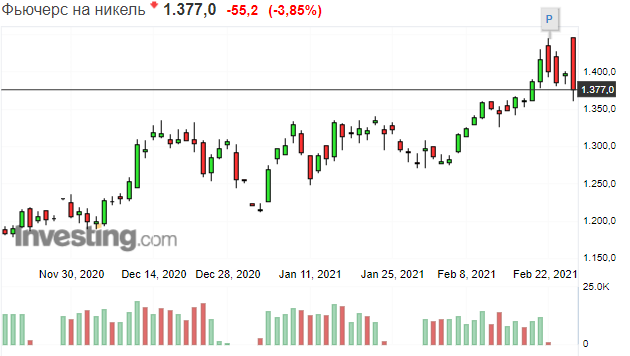 Фьючерс на никель 1.377,0 -55,2 (-3,85%)
P
1.400,0
1.377,0
1.350,0
1.300,0
1.250,0
1.200,0
1.150,0
Investing.com
Nov 30, 2020 Dec 14, 2020 Dec 28, 2020 Jan 11, 2021 Jan 25, 2021 Feb 8, 2021 Feb 22, 2021
25.0K
0